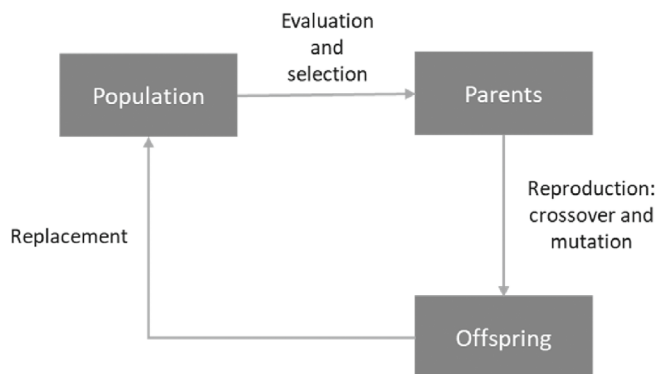 Evaluation
and
selection
Population
Parents
Reproduction:
crossover and
mutation
Replacement
Offspring